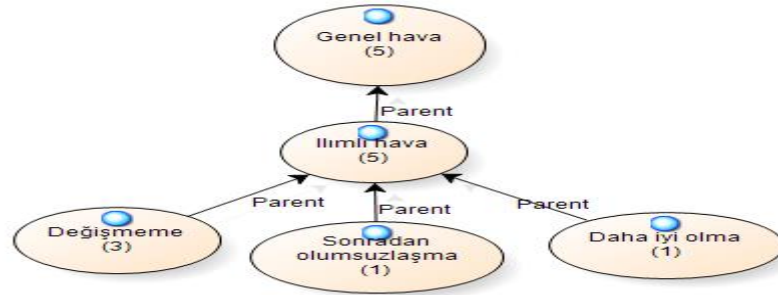 Genel hava
(5)
Parent
Ilımlı hava
(5)
Parent
Parent
Parent
Değişmeme
(3)
Sonradan
olumsuzlaşma
(1)
Daha iyi olma
(1)